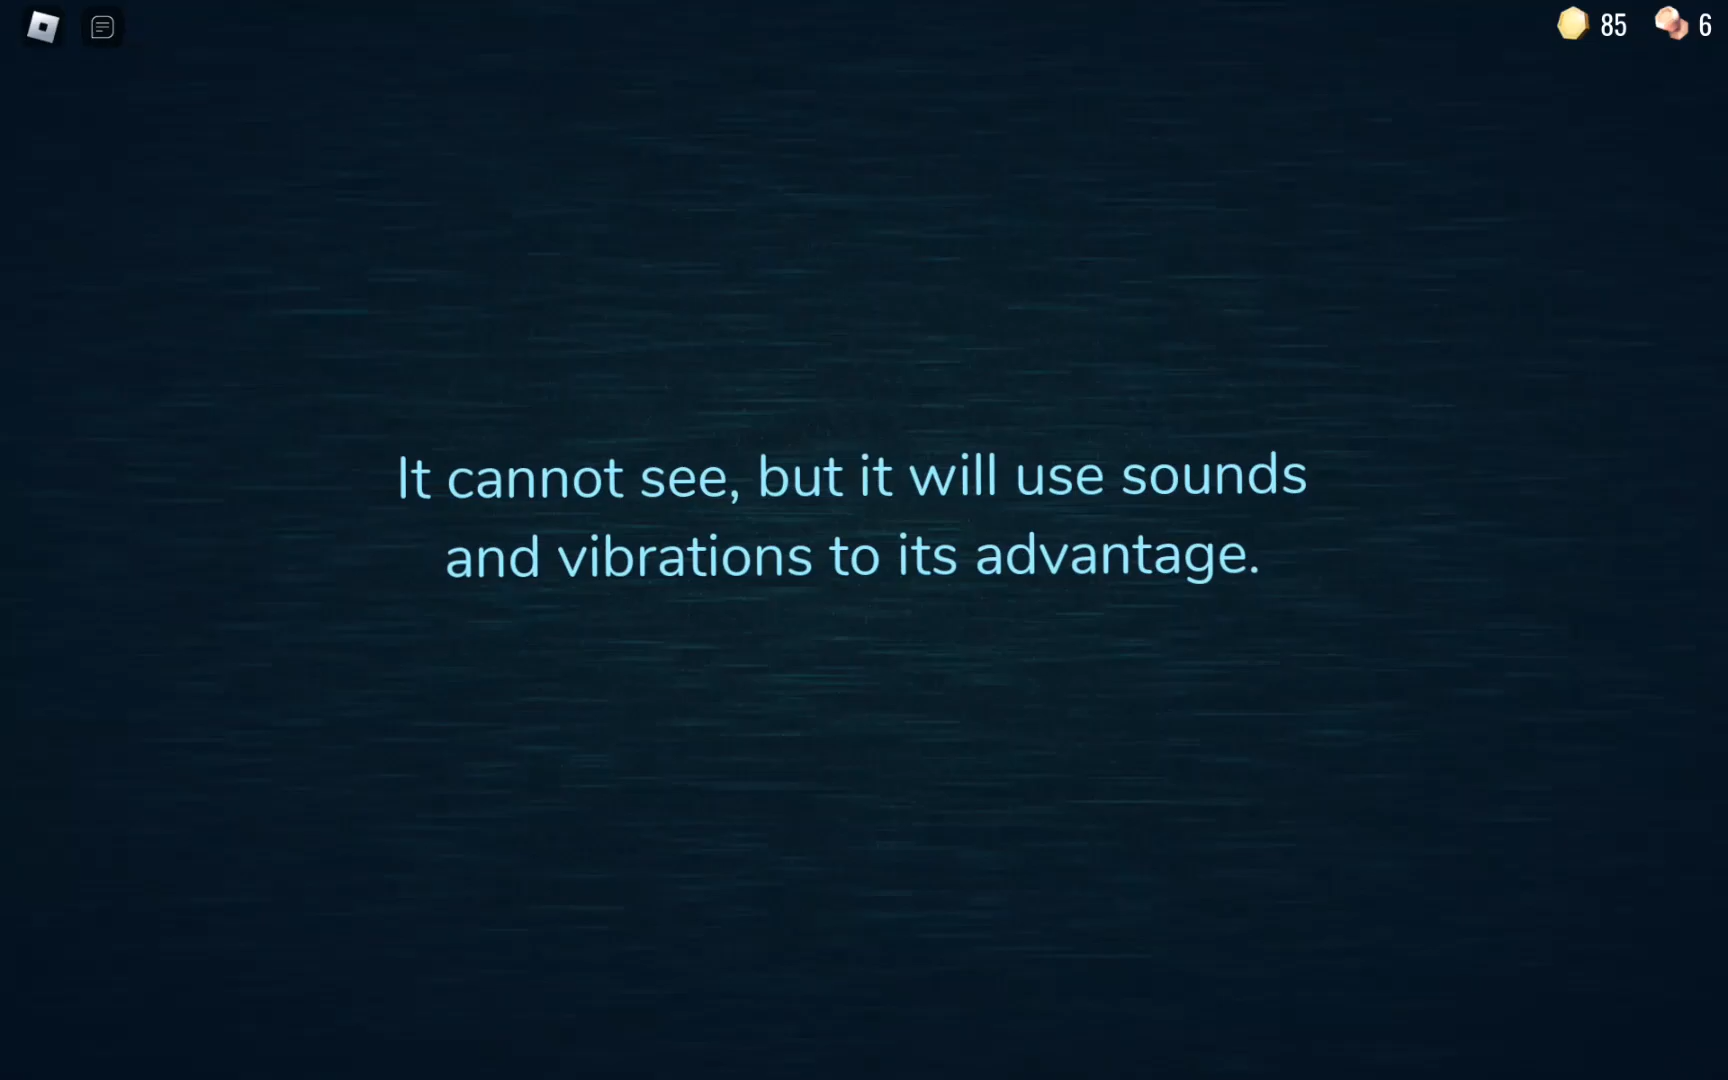 85 6
It cannot see, but it will use sounds
and vibrations to its advantage.